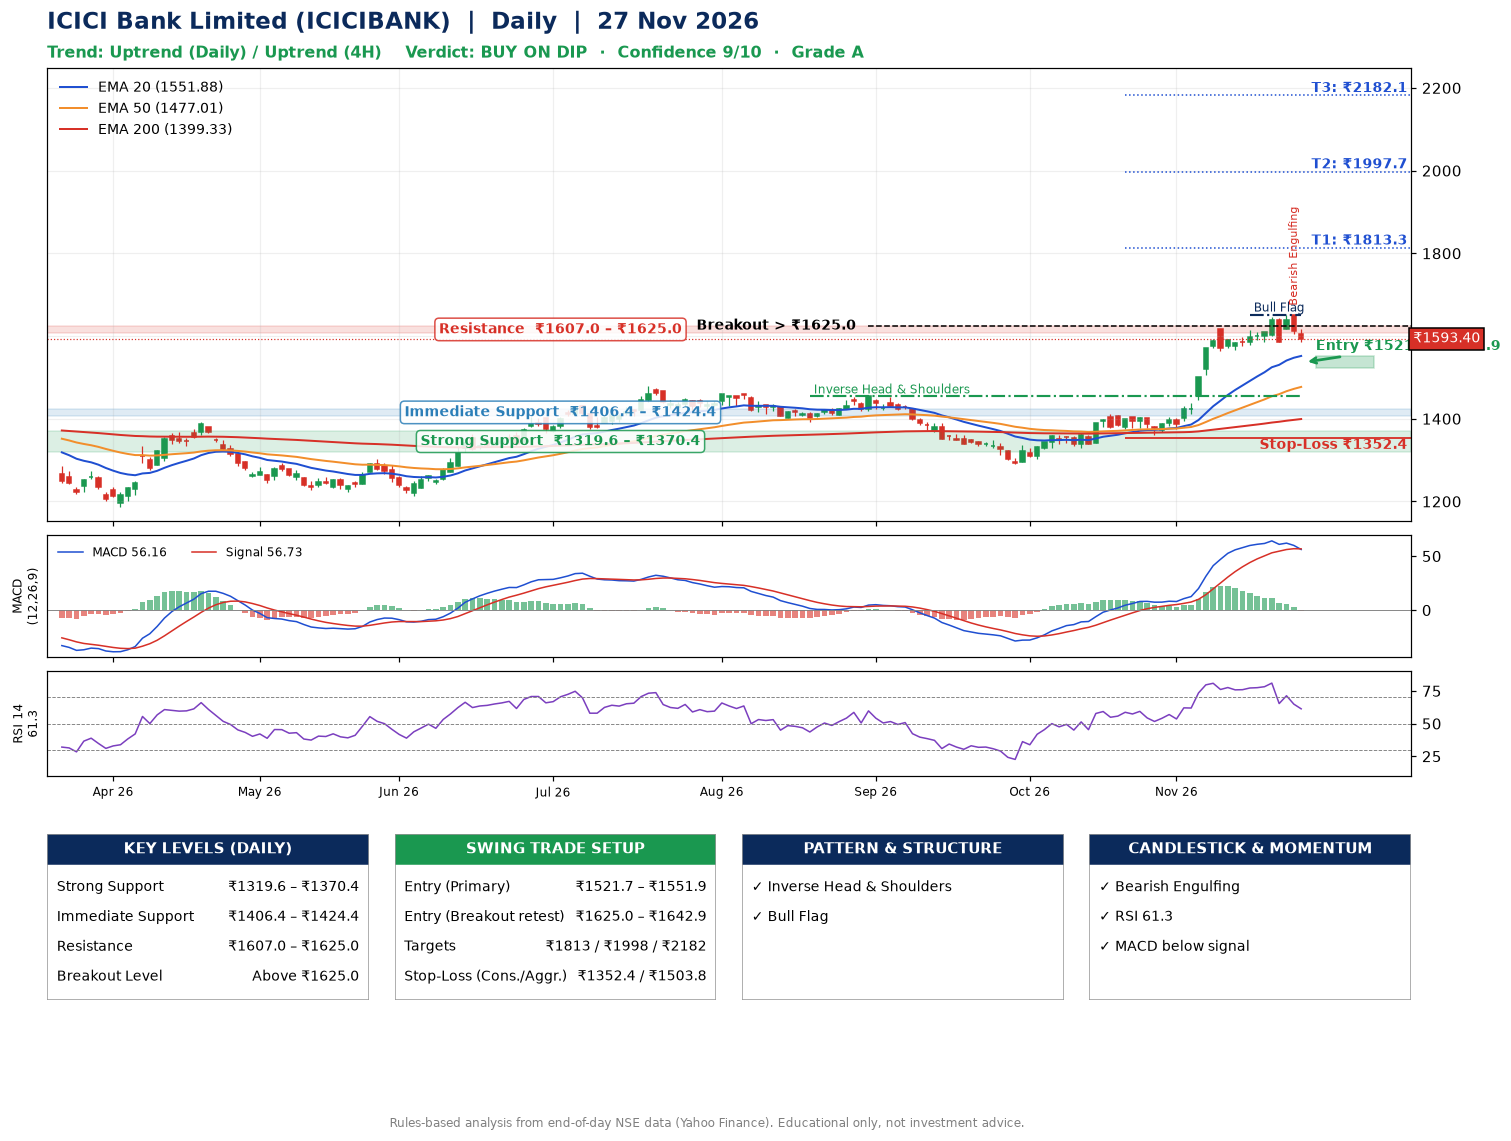 ICICI Bank Limited (ICICIBANK) | Daily | 27 Nov 2026
Trend: Uptrend (Daily) / Uptrend (4H) Verdict: BUY ON DIP · Confidence 9/10 · Grade A
EMA 20 (1551.88)
EMA 50 (1477.01)
EMA 200 (1399.33)
T3: ₹2182.1
2200
T2: ₹1997.7
2000
Bearish Engulfing
T1: ₹1813.3
1800
Bull Flag
Resistance ₹1607.0 – ₹1625.0
Breakout > ₹1625.0
₹1593.40
Entry ₹1521
.9
Inverse Head & Shoulders
Immediate Support ₹1406.4 – ₹1424.4
1400
Strong Support ₹1319.6 – ₹1370.4
Stop-Loss ₹1352.4
1200
MACD 56.16
Signal 56.73
MACD
(12,26,9)
50
0
RSI 14
61.3
75
50
25
Apr 26
May 26
Jun 26
Jul 26
Aug 26
Sep 26
Oct 26
Nov 26
KEY LEVELS (DAILY)
Strong Support ₹1319.6 – ₹1370.4
Immediate Support ₹1406.4 – ₹1424.4
Resistance ₹1607.0 – ₹1625.0
Breakout Level Above ₹1625.0
SWING TRADE SETUP
Entry (Primary) ₹1521.7 – ₹1551.9
Entry (Breakout retest) ₹1625.0 – ₹1642.9
Targets ₹1813 / ₹1998 / ₹2182
Stop-Loss (Cons./Aggr.) ₹1352.4 / ₹1503.8
PATTERN & STRUCTURE
✓ Inverse Head & Shoulders
✓ Bull Flag
CANDLESTICK & MOMENTUM
✓ Bearish Engulfing
✓ RSI 61.3
✓ MACD below signal
Rules-based analysis from end-of-day NSE data (Yahoo Finance). Educational only, not investment advice.